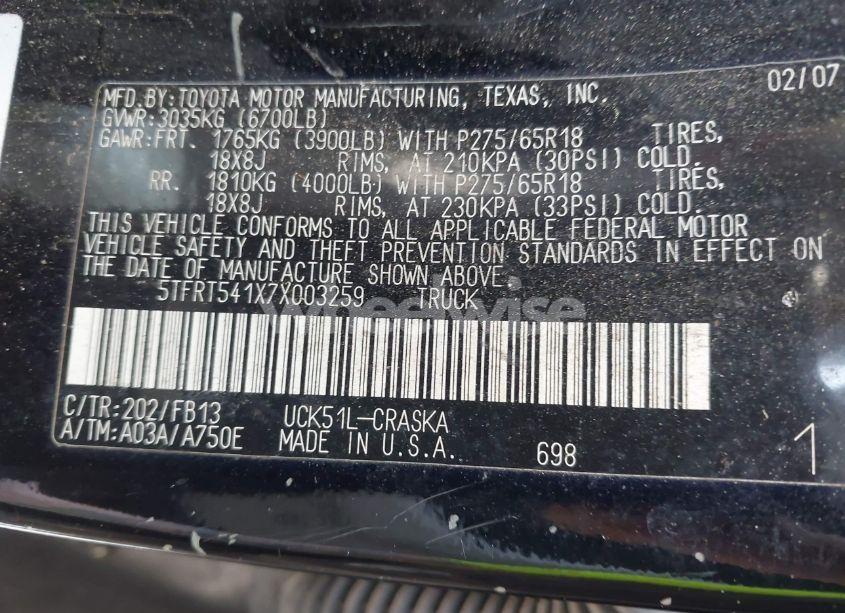 02/07
MFD.BY:TOYOTA MOTOR MANUFACTURING, TEXAS, INC.
GVWR:3035KG (6700LB)
GAWR:FRT. 1765KG (3900LB) WITH P275/65R18 TIRES,
18X8J RIMS, AT 210KPA (30PSI) COLD.
RR. 1810KG (4000LB) WITH P275/65R18 TIRES,
18X8J RIMS, AT 230KPA (33PSI) COLD.
THIS VEHICLE CONFORMS TO ALL APPLICABLE FEDERAL MOTOR
VEHICLE SAFETY AND THEFT PREVENTION STANDARDS IN EFFECT ON
THE DATE OF MANUFACTURE SHOWN ABOVE.
5TFRT541X7X003259 TRUCK
wheelwise
C/TR:202/FB13 UCK51L-CRASKA
A/TM:A03A/A750E MADE IN U.S.A. 698
1